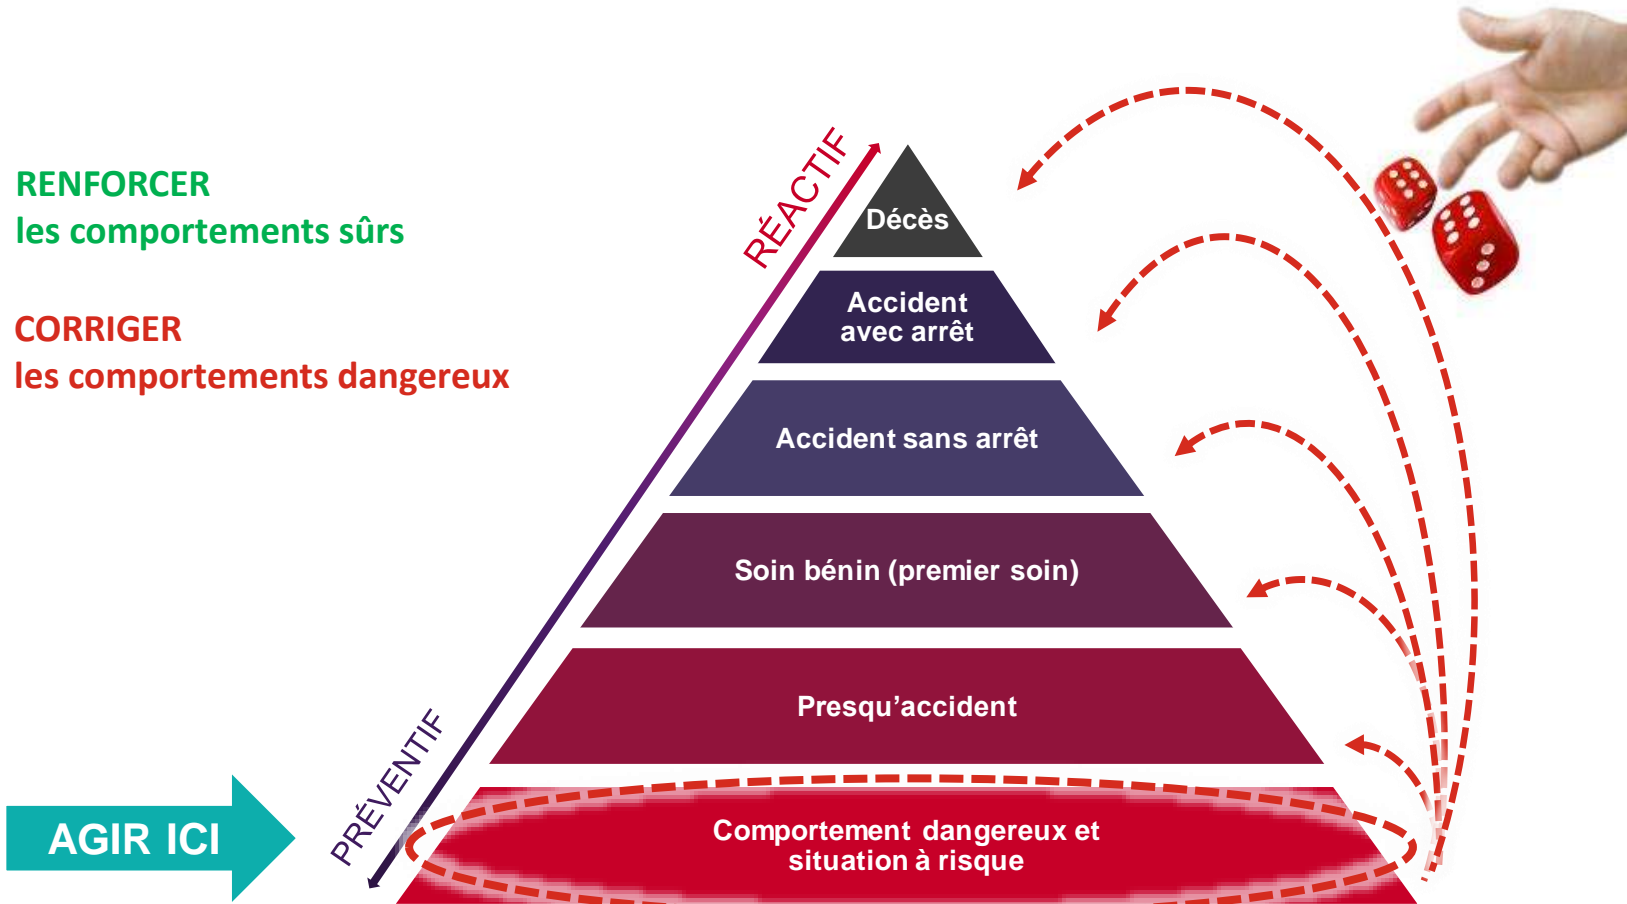 RENFORCER
les comportements sûrs
CORRIGER
les comportements dangereux
RÉACTIF
PRÉVENTIF
AGIR ICI
Décès
Accident
avec arrêt
Accident sans arrêt
Soin bénin (premier soin)
Presqu’accident
Comportement dangereux et
situation à risque